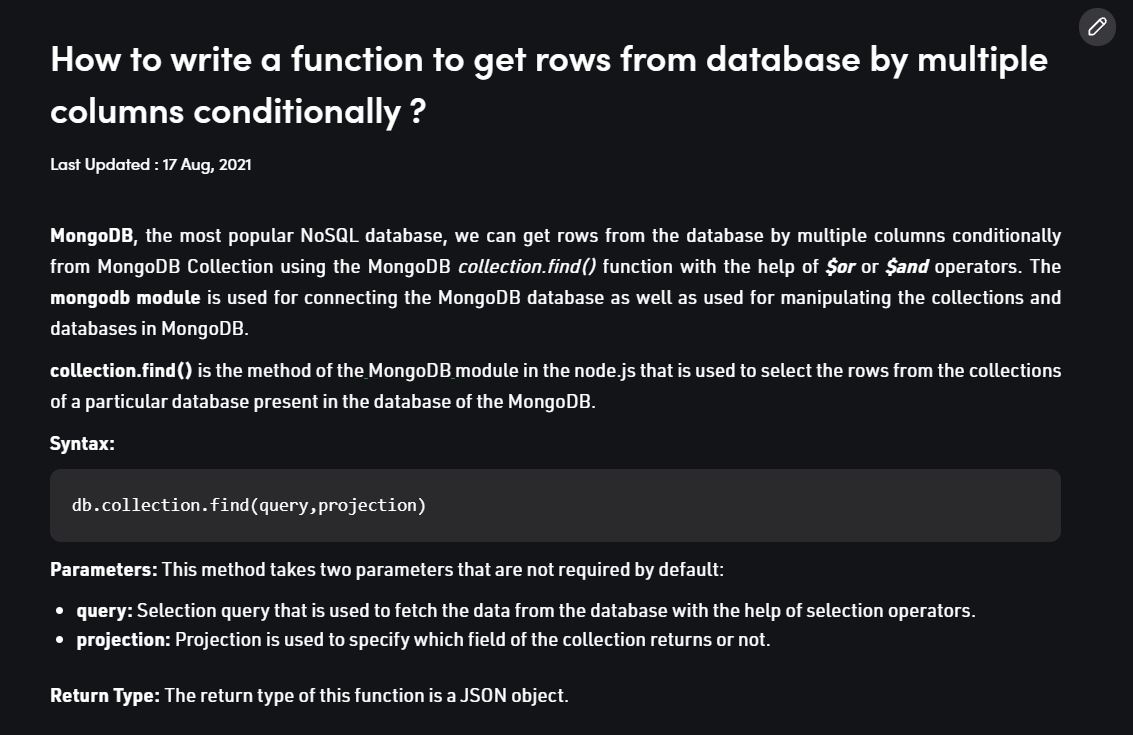 How to write a function to get rows from database by multiple
columns conditionally ?
Last Updated : 17 Aug, 2021
MongoDB, the most popular NoSQL database, we can get rows from the database by multiple columns conditionally
from MongoDB Collection using the MongoDB collection.find() function with the help of $or or $and operators. The
mongodb module is used for connecting the MongoDB database as well as used for manipulating the collections and
databases in MongoDB.
collection.find() is the method of the MongoDB module in the node.js that is used to select the rows from the collections
of a particular database present in the database of the MongoDB.
Syntax:
db.collection.find(query,projection)
Parameters: This method takes two parameters that are not required by default:
• query: Selection query that is used to fetch the data from the database with the help of selection operators.
• projection: Projection is used to specify which field of the collection returns or not.
Return Type: The return type of this function is a JSON object.